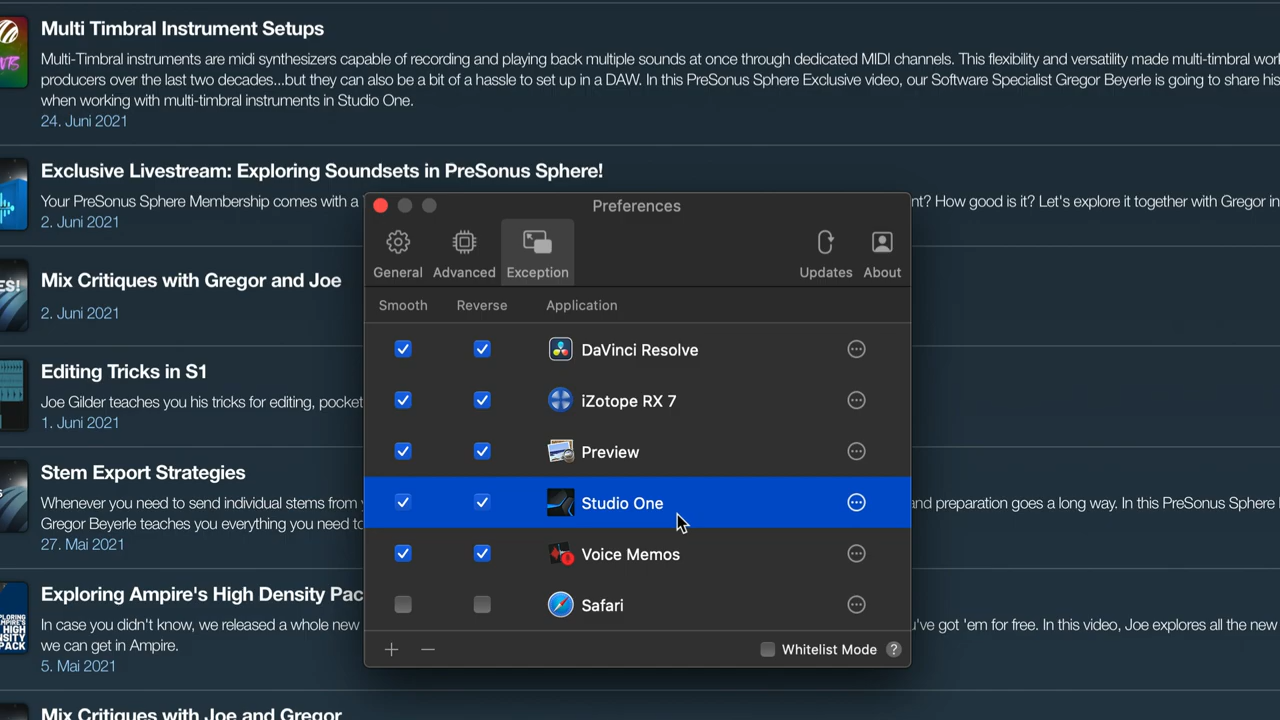 Multi Timbral Instrument Setups
Multi-Timbral instruments are midi synthesizers capable of recording and playing back multiple sounds at once through dedicated MIDI channels. This flexibility and versatility made multi-timbral
producers over the last two decades...but they can also be a bit of a hassle to set up in a DAW. In this PreSonus Sphere Exclusive video, our Software Specialist Gregor Beyerle is going to share his
when working with multi-timbral instruments in Studio One.
24. Juni 2021
Exclusive Livestream: Exploring Soundsets in PreSonus Sphere!
Your PreSonus Sphere Membership comes with a
nt? How good is it? Let's explore it together with Gregor in
2. Juni 2021
Mix Critiques with Gregor and Joe
2. Juni 2021
Editing Tricks in S1
Joe Gilder teaches you his tricks for editing, pocket
1. Juni 2021
Stem Export Strategies
Whenever you need to send individual stems from
and preparation goes a long way. In this PreSonus Sphere
Gregor Beyerle teaches you everything you need to
27. Mai 2021
Exploring Ampire's High Density Pac
In case you didn't know, we released a whole new
u've got 'em for free. In this video, Joe explores all the new
we can get in Ampire.
5. Mai 2021
Mix Critiques with Joe and Gregor
Preferences
General Advanced Exception Updates About
Smooth Reverse Application
DaVinci Resolve
iZotope RX 7
Preview
Studio One
Voice Memos
Safari
+ − Whitelist Mode ?